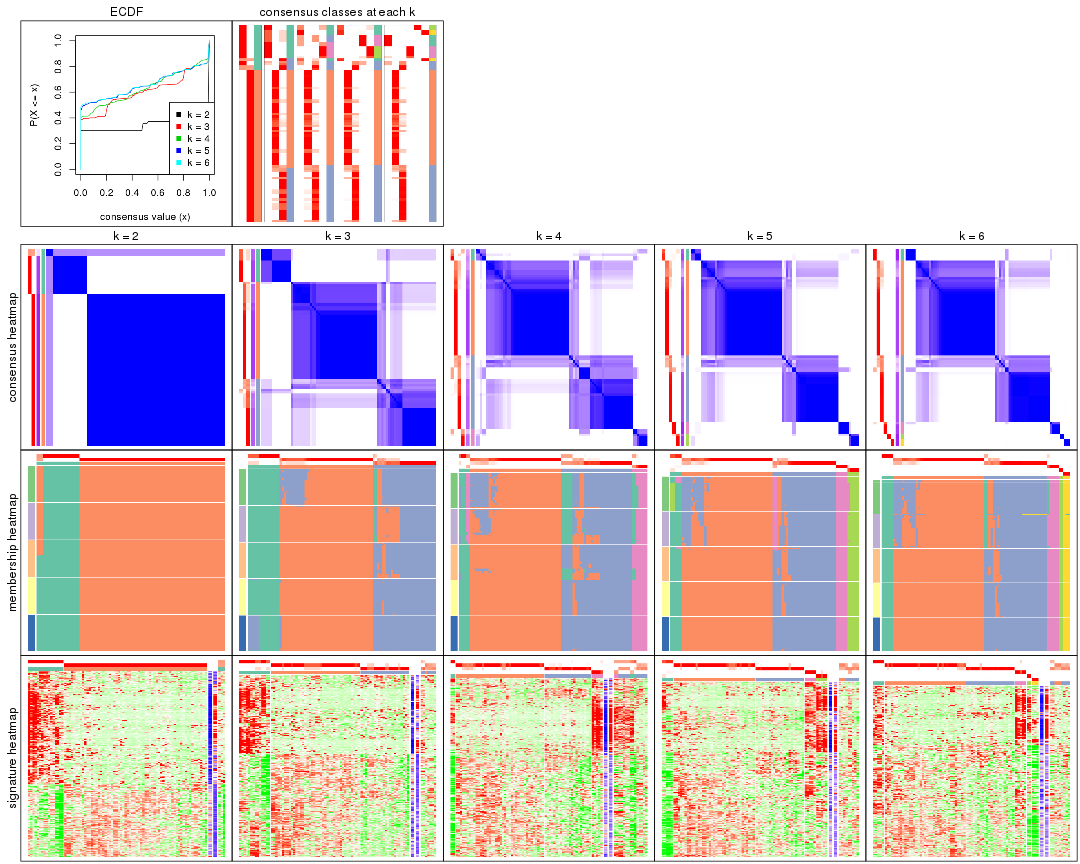 ECDF
consensus classes at each k
P(X <= x)
0.0 0.2 0.4 0.6 0.8 1.0
k = 2
k = 3
k = 4
k = 5
k = 6
0.0 0.2 0.4 0.6 0.8 1.0
consensus value (x)
k = 2
k = 3
k = 4
k = 5
k = 6
consensus heatmap
membership heatmap
signature heatmap